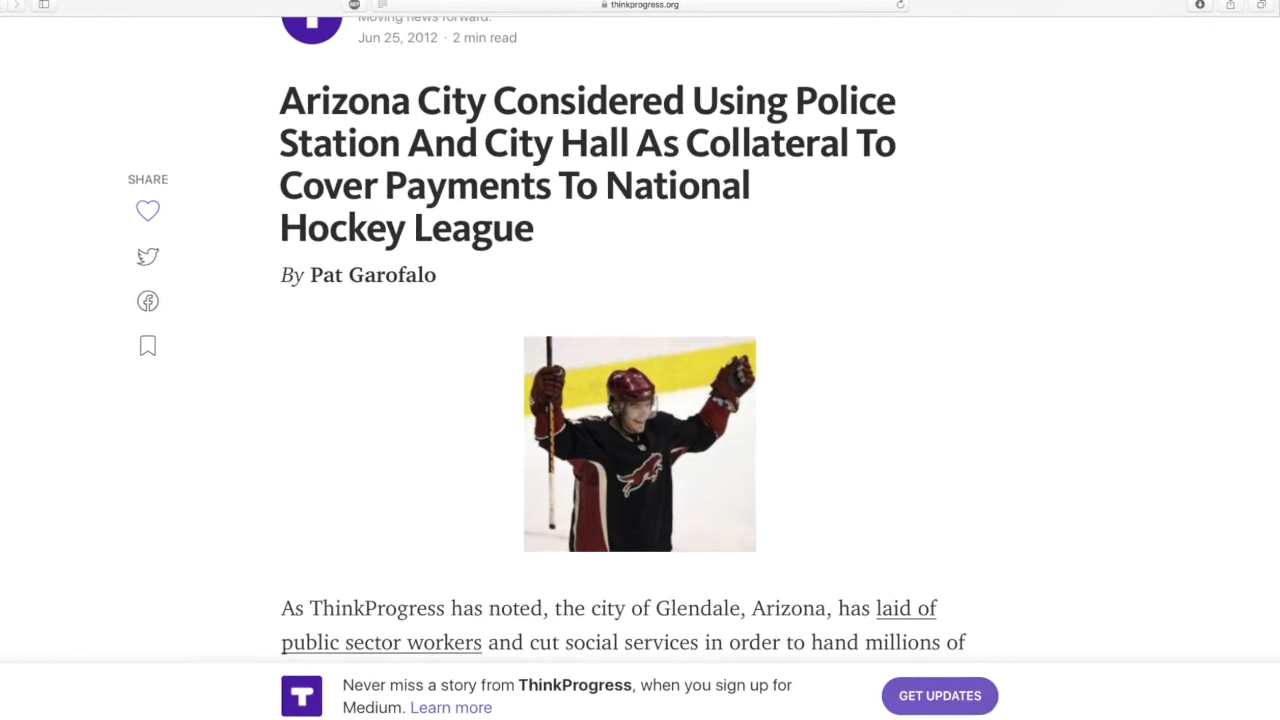 thinkprogress.org
Moving news forward.
Jun 25, 2012 · 2 min read
Arizona City Considered Using Police
Station And City Hall As Collateral To
Cover Payments To National
Hockey League
By Pat Garofalo
SHARE
As ThinkProgress has noted, the city of Glendale, Arizona, has laid of
public sector workers and cut social services in order to hand millions of
Never miss a story from ThinkProgress, when you sign up for
Medium. Learn more
GET UPDATES